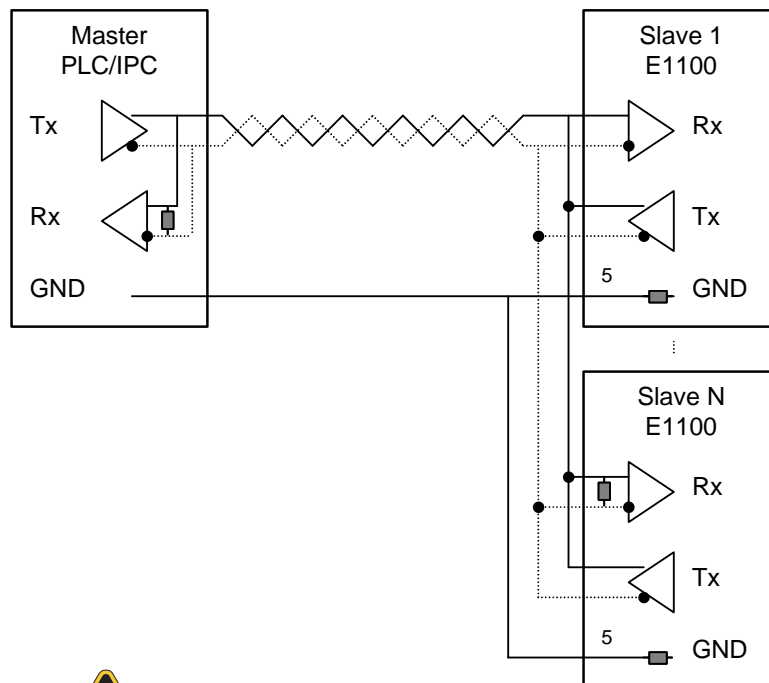 Master
PLC/IPC
Tx
Rx
GND
Slave 1
E1100
Rx
Tx
5
GND
Slave N
E1100
Rx
Tx
5
GND